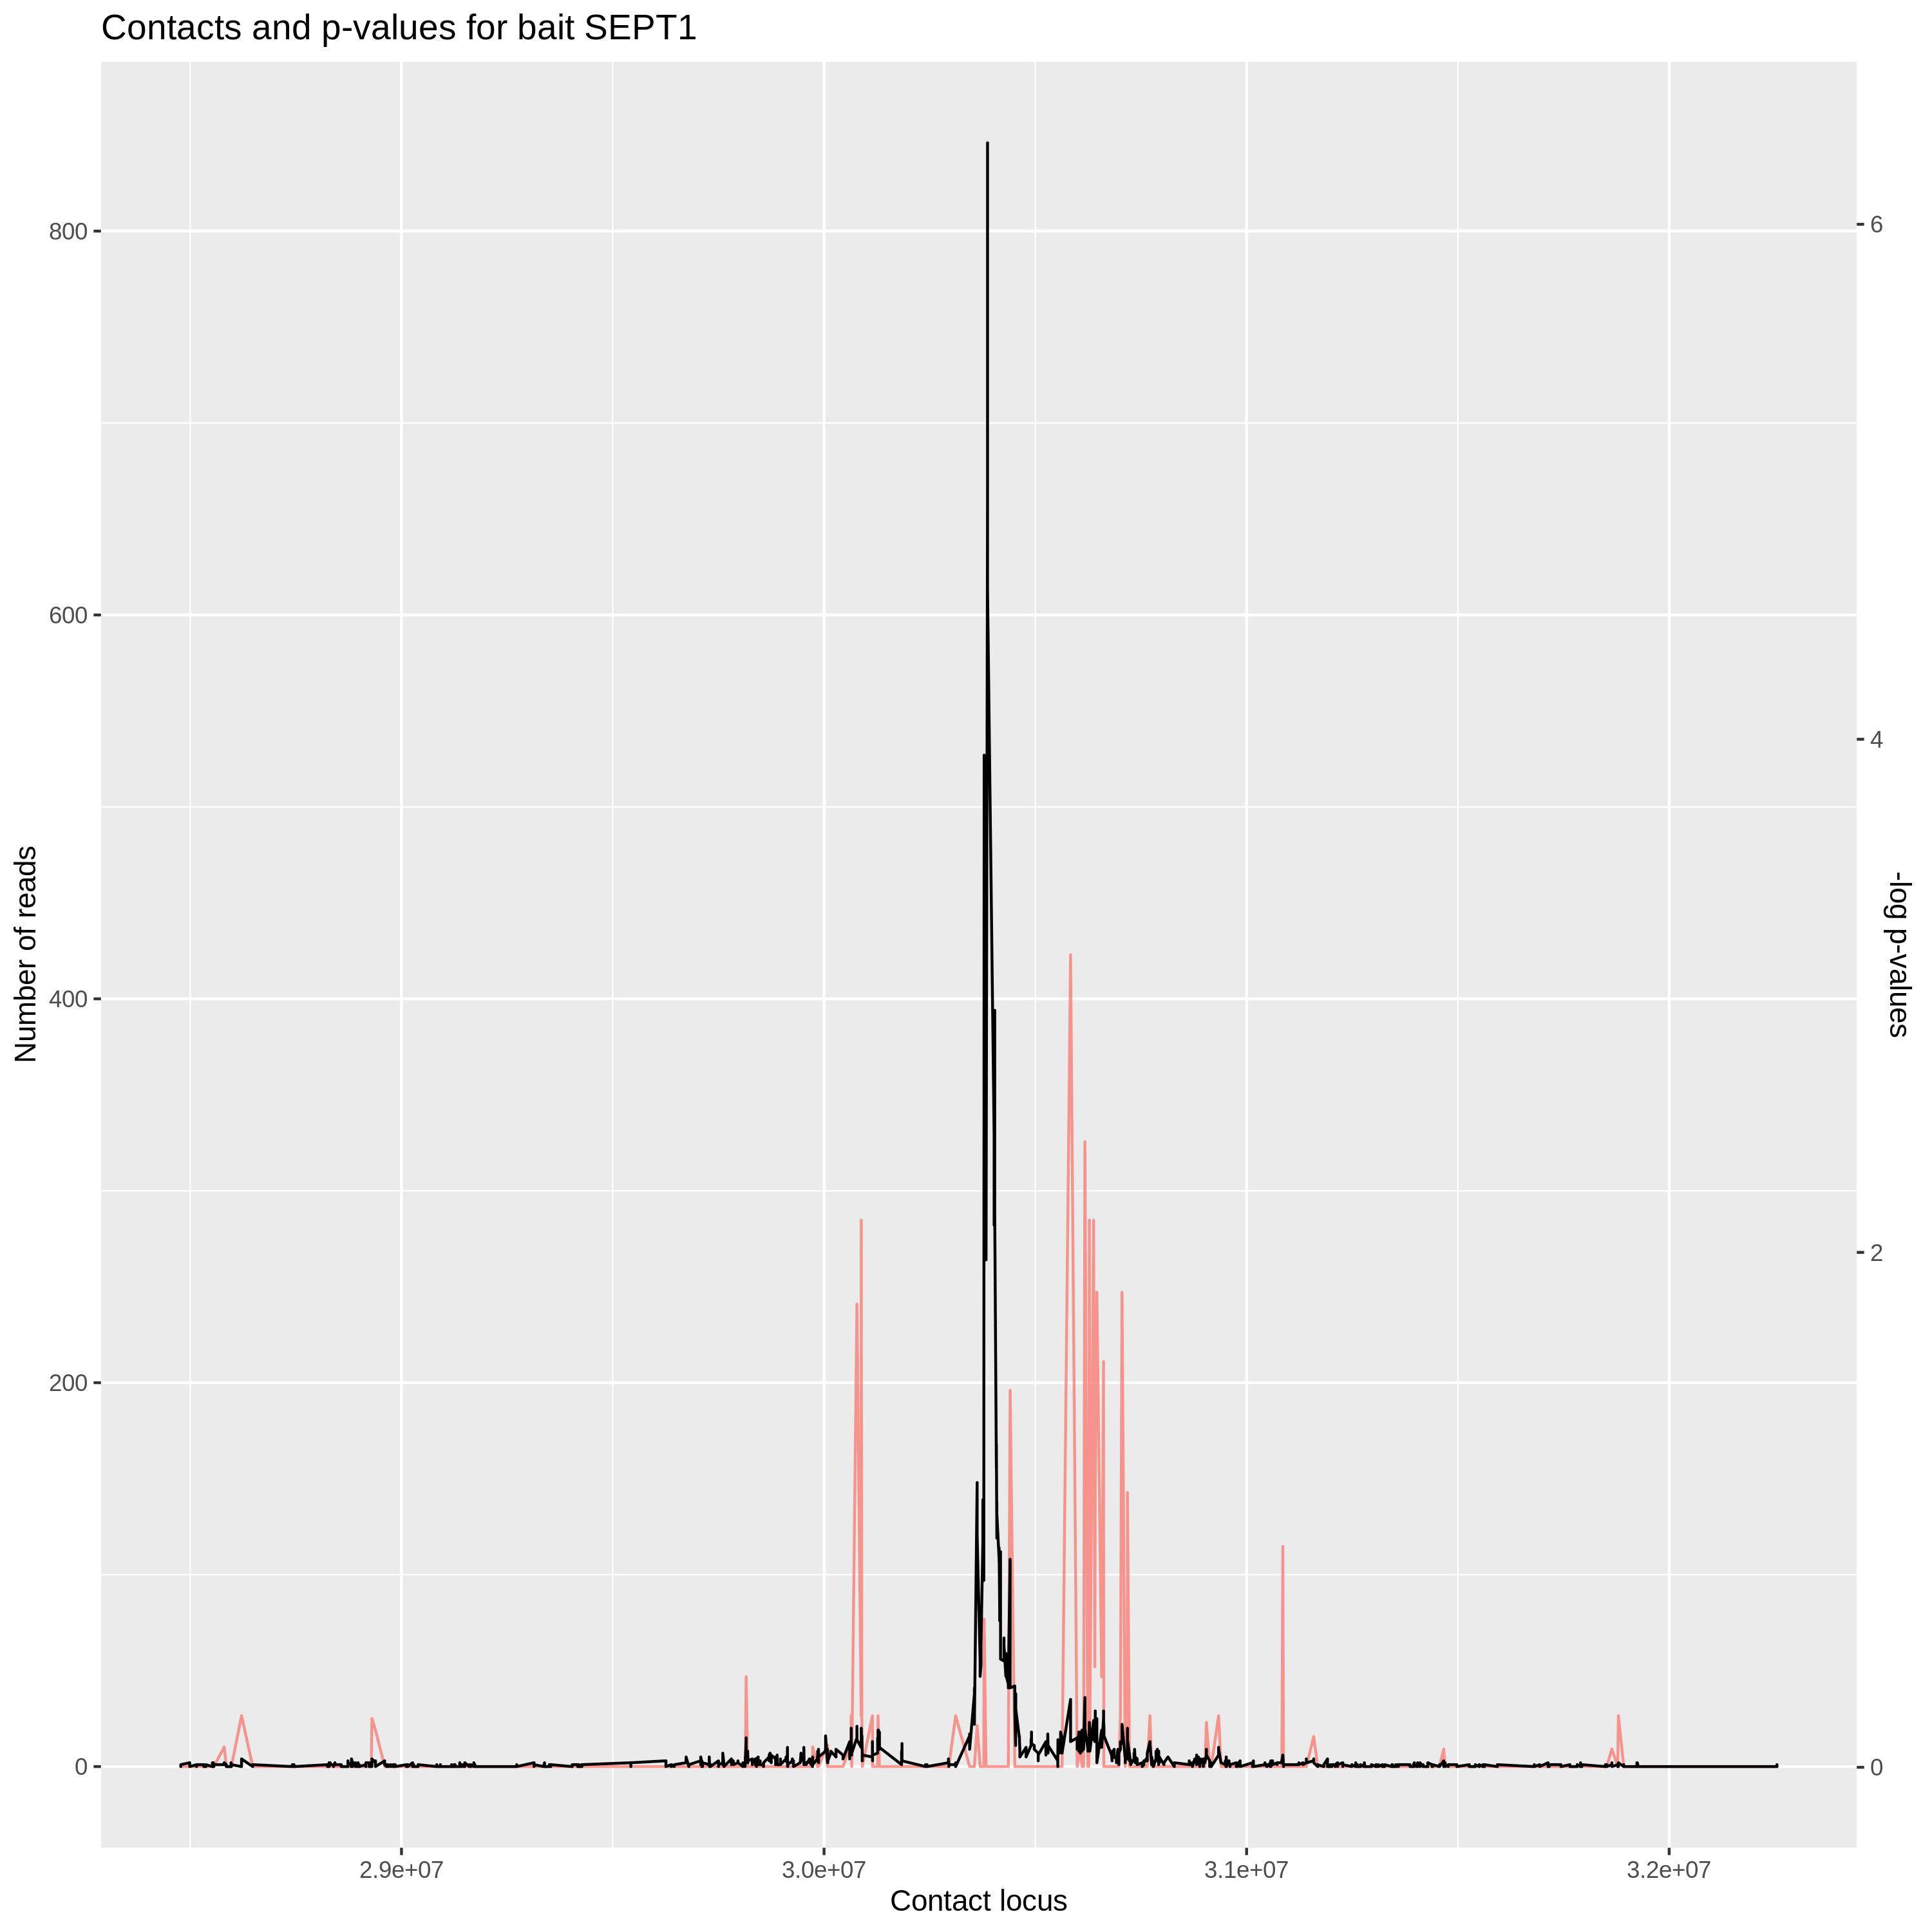 Contacts and p-values for bait SEPT1
800
600
400
200
0
Number of reads
6
4
2
0
-log p-values
2.9e+07
3.0e+07
3.1e+07
3.2e+07
Contact locus